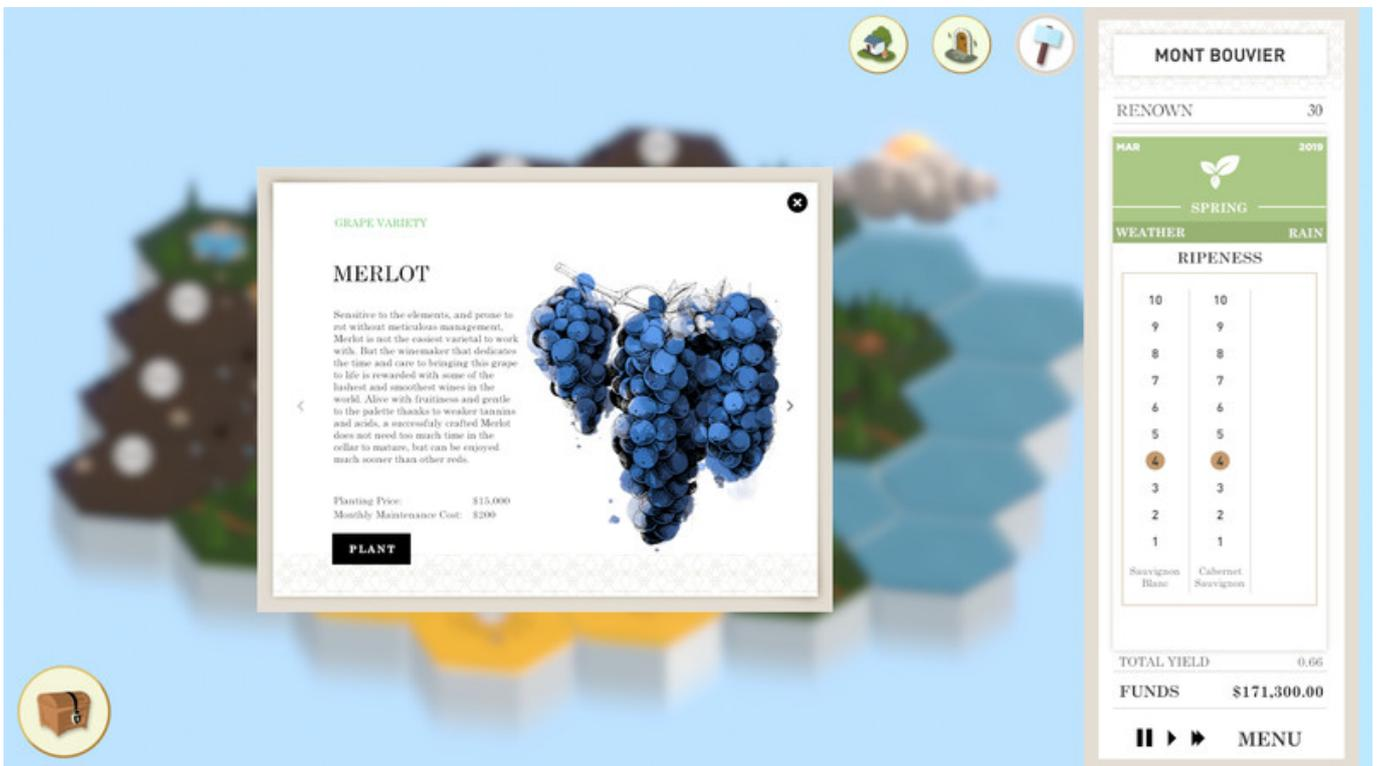 MONT BOUVIER
RENOWN 30
MAR 2019
SPRING
WEATHER RAIN
RIPENESS
10 10
9 9
8 8
7 7
6 6
5 5
4 4
3 3
2 2
1 1
Sauvignon Cabernet
Blanc Sauvignon
TOTAL YIELD 0.66
FUNDS $171,300.00
MENU
GRAPE VARIETY
MERLOT
Sensitive to the elements, and prone to
rot without meticulous management,
Merlot is not the easiest varietal to work
with. But the winemaker that dedicates
the time and care to bringing this grape
to life is rewarded with some of the
lushest and smoothest wines in the
world. Alive with fruitiness and gentle
to the palette thanks to weaker tannins
and acids, a successfuly crafted Merlot
does not need too much time in the
cellar to mature, but can be enjoyed
much sooner than other reds.
Planting Price: $15,000
Monthly Maintenance Cost: $200
PLANT